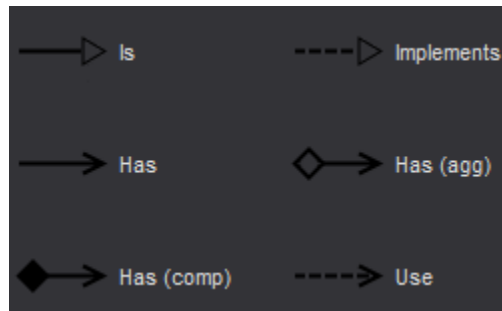 Is
Implements
Has
Has (agg)
Has (comp)
Use